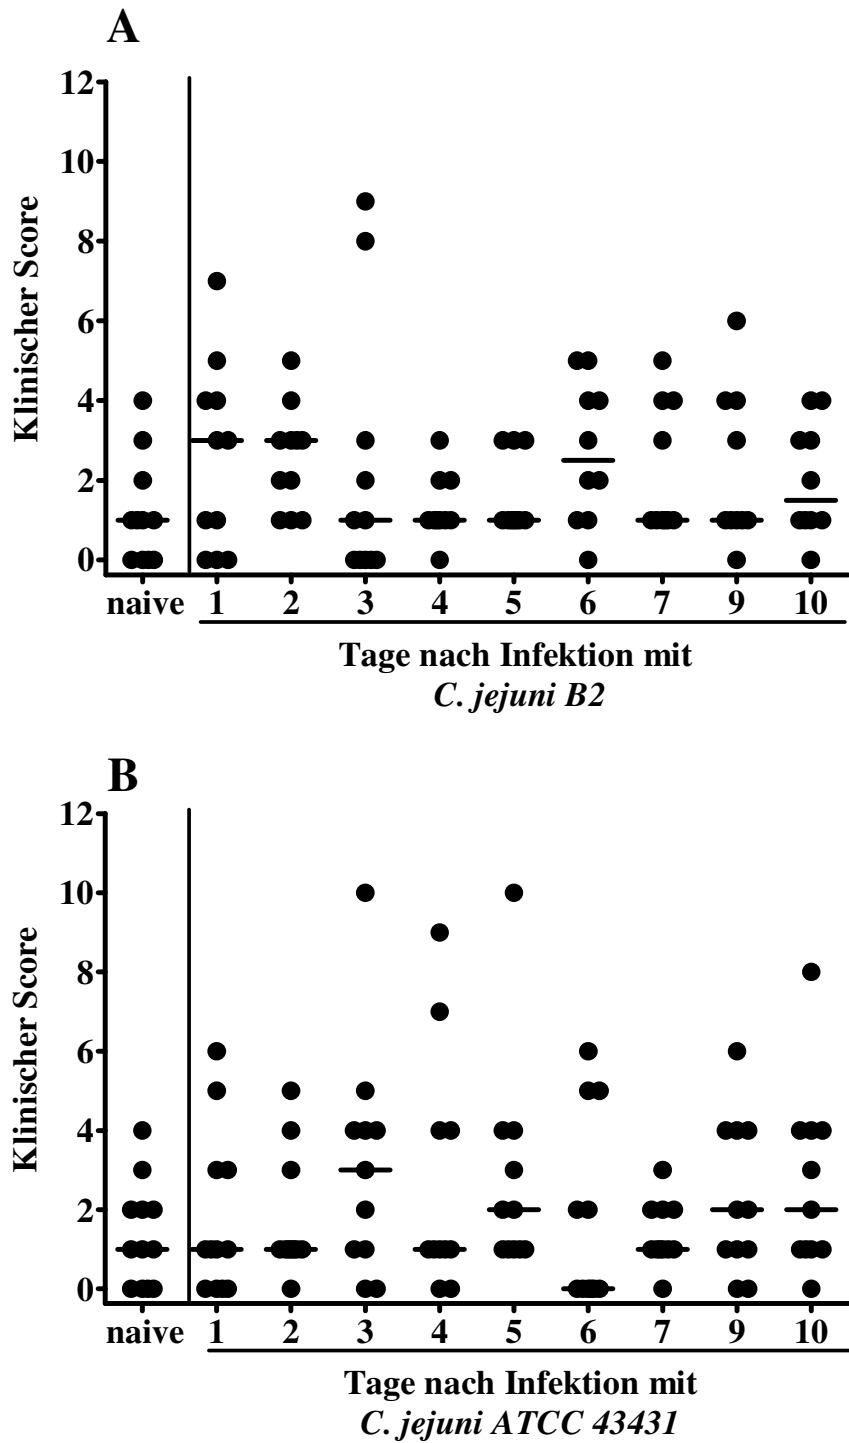 A
12
10
8
6
4
2
0
Klinischer Score
naive 1 2 3 4 5 6 7 9 10
Tage nach Infektion mit
C. jejuni B2
B
12
10
8
6
4
2
0
Klinischer Score
naive 1 2 3 4 5 6 7 9 10
Tage nach Infektion mit
C. jejuni ATCC 43431